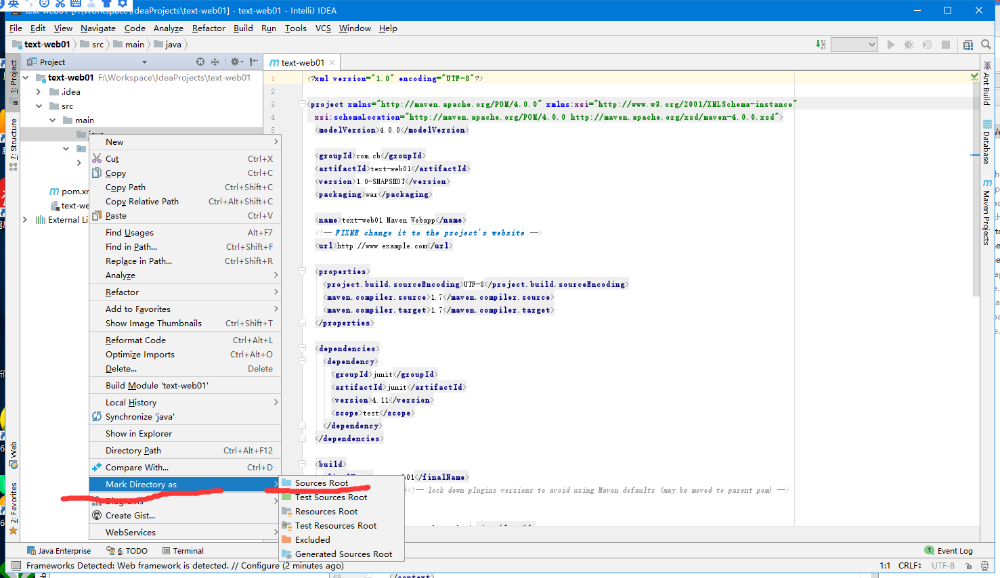 英
text-web01 [F:\Workspace\IdeaProjects\text-web01] - text-web01 - IntelliJ IDEA
File Edit View Navigate Code Analyze Refactor Build Run Tools VCS Window Help
text-web01 src main java
Project
text-web01
1: Project
7: Structure
Web
2: Favorites
text-web01 F:\Workspace\IdeaProjects\text-web01
.idea
src
main
java
pom.xm
text-we
External Li
New
Cut Ctrl+X
Copy Ctrl+C
Copy Path Ctrl+Shift+C
Copy Relative Path Ctrl+Alt+Shift+C
Paste Ctrl+V
Find Usages Alt+F7
Find in Path... Ctrl+Shift+F
Replace in Path... Ctrl+Shift+R
Analyze
Refactor
Add to Favorites
Show Image Thumbnails Ctrl+Shift+T
Reformat Code Ctrl+Alt+L
Optimize Imports Ctrl+Alt+O
Delete... Delete
Build Module 'text-web01'
Local History
Synchronize 'java'
Show in Explorer
Directory Path Ctrl+Alt+F12
Compare With... Ctrl+D
Mark Directory as
Diagrams
Create Gist...
WebServices
Sources Root
Test Sources Root
Resources Root
Test Resources Root
Excluded
Generated Sources Root
1 <?xml version="1.0" encoding="UTF-8"?>
2
3 <project xmlns="http://maven.apache.org/POM/4.0.0" xmlns:xsi="http://www.w3.org/2001/XMLSchema-instance"
4 xsi:schemaLocation="http://maven.apache.org/POM/4.0.0 http://maven.apache.org/xsd/maven-4.0.0.xsd">
5 <modelVersion>4.0.0</modelVersion>
<groupId>com.cb</groupId>
<artifactId>text-web01</artifactId>
<version>1.0-SNAPSHOT</version>
<packaging>war</packaging>
<name>text-web01 Maven Webapp</name>
<!-- FIXME change it to the project's website -->
<url>http://www.example.com</url>
<properties>
<project.build.sourceEncoding>UTF-8</project.build.sourceEncoding>
<maven.compiler.source>1.7</maven.compiler.source>
<maven.compiler.target>1.7</maven.compiler.target>
</properties>
<dependencies>
<dependency>
<groupId>junit</groupId>
<artifactId>junit</artifactId>
<version>4.11</version>
<scope>test</scope>
</dependency>
</dependencies>
<build>
01</finalName>
<!-- lock down plugins versions to avoid using Maven defaults (may be moved to parent pom) -->
Ant Build
Database
Maven Projects
Java Enterprise 6: TODO Terminal
1 Event Log
Frameworks Detected: Web framework is detected. // Configure (2 minutes ago)
1:1 CRLF UTF-8
69 </context>